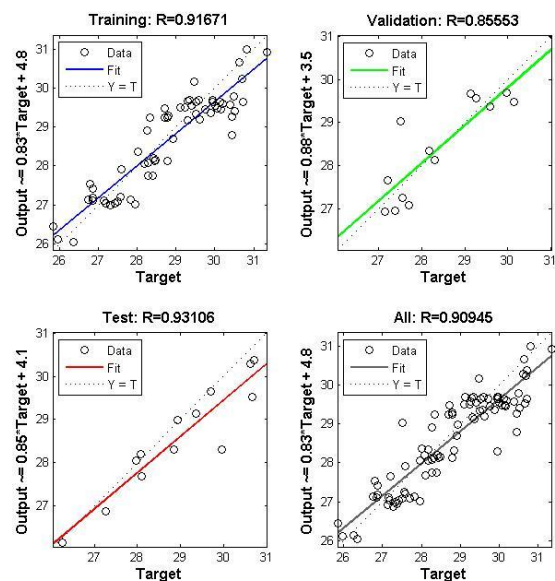 Training: R=0.91671
Output ~= 0.83*Target + 4.8
31
30
29
28
27
26
Data
Fit
Y = T
26 27 28 29 30 31
Target
Validation: R=0.85553
Output ~= 0.88*Target + 3.5
31
30
29
28
27
26
Data
Fit
Y = T
27 28 29 30 31
Target
Test: R=0.93106
Output ~= 0.85*Target + 4.1
31
30
29
28
27
Data
Fit
Y = T
27 28 29 30 31
Target
All: R=0.90945
Output ~= 0.83*Target + 4.8
31
30
29
28
27
26
Data
Fit
Y = T
26 27 28 29 30 31
Target